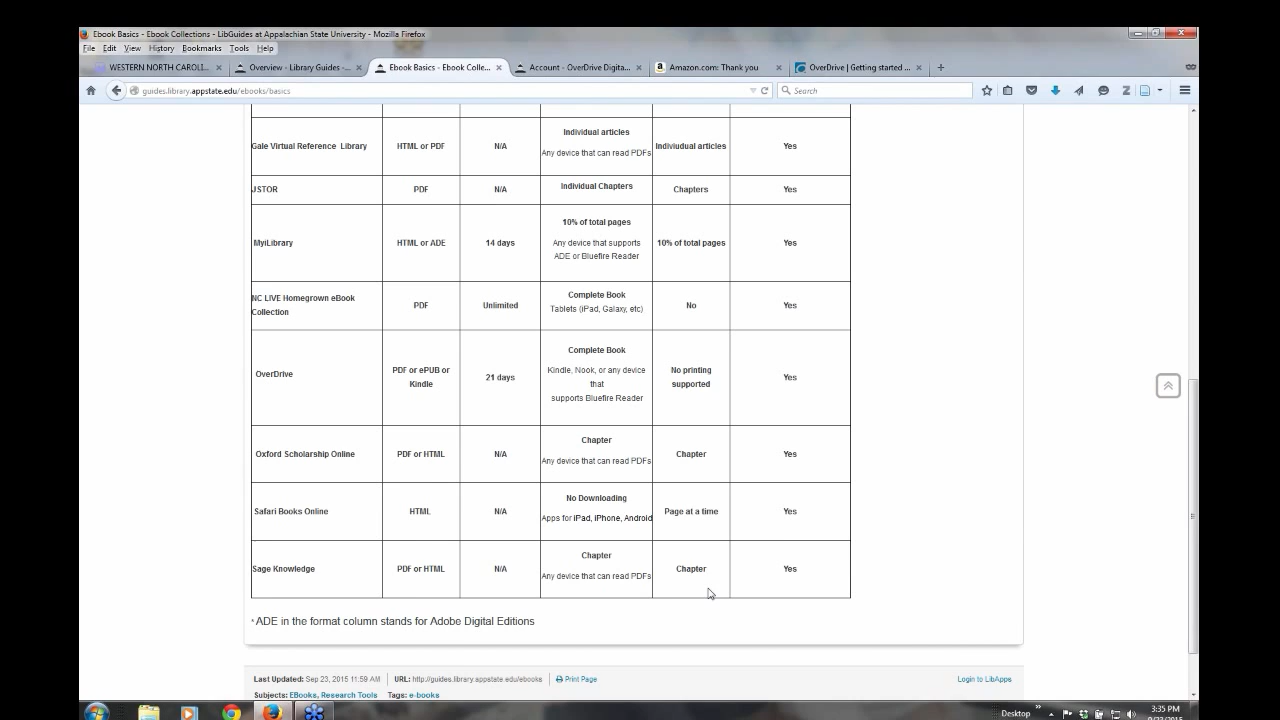 Ebook Basics - Ebook Collections - LibGuides at Appalachian State University - Mozilla Firefox
File Edit View History Bookmarks Tools Help
WESTERN NORTH CAROLI...
Overview - Library Guides - ...
Ebook Basics - Ebook Colle...
Account - OverDrive Digita...
Amazon.com: Thank you
OverDrive | Getting started ...
guides.library.appstate.edu/ebooks/basics
Search
Gale Virtual Reference Library
HTML or PDF
N/A
Individual articles
Any device that can read PDFs
Indiviudual articles
Yes
JSTOR
PDF
N/A
Individual Chapters
Chapters
Yes
MyiLibrary
HTML or ADE
14 days
10% of total pages
Any device that supports
ADE or Bluefire Reader
10% of total pages
Yes
NC LIVE Homegrown eBook
Collection
PDF
Unlimited
Complete Book
Tablets (iPad, Galaxy, etc)
No
Yes
OverDrive
PDF or ePUB or
Kindle
21 days
Complete Book
Kindle, Nook, or any device
that
supports Bluefire Reader
No printing
supported
Yes
Oxford Scholarship Online
PDF or HTML
N/A
Chapter
Any device that can read PDFs
Chapter
Yes
Safari Books Online
HTML
N/A
No Downloading
Apps for iPad, iPhone, Android
Page at a time
Yes
Sage Knowledge
PDF or HTML
N/A
Chapter
Any device that can read PDFs
Chapter
Yes
* ADE in the format column stands for Adobe Digital Editions
Last Updated: Sep 23, 2015 11:59 AM URL: http://guides.library.appstate.edu/ebooks Print Page
Login to LibApps
Subjects: EBooks, Research Tools Tags: e-books
Desktop
3:35 PM